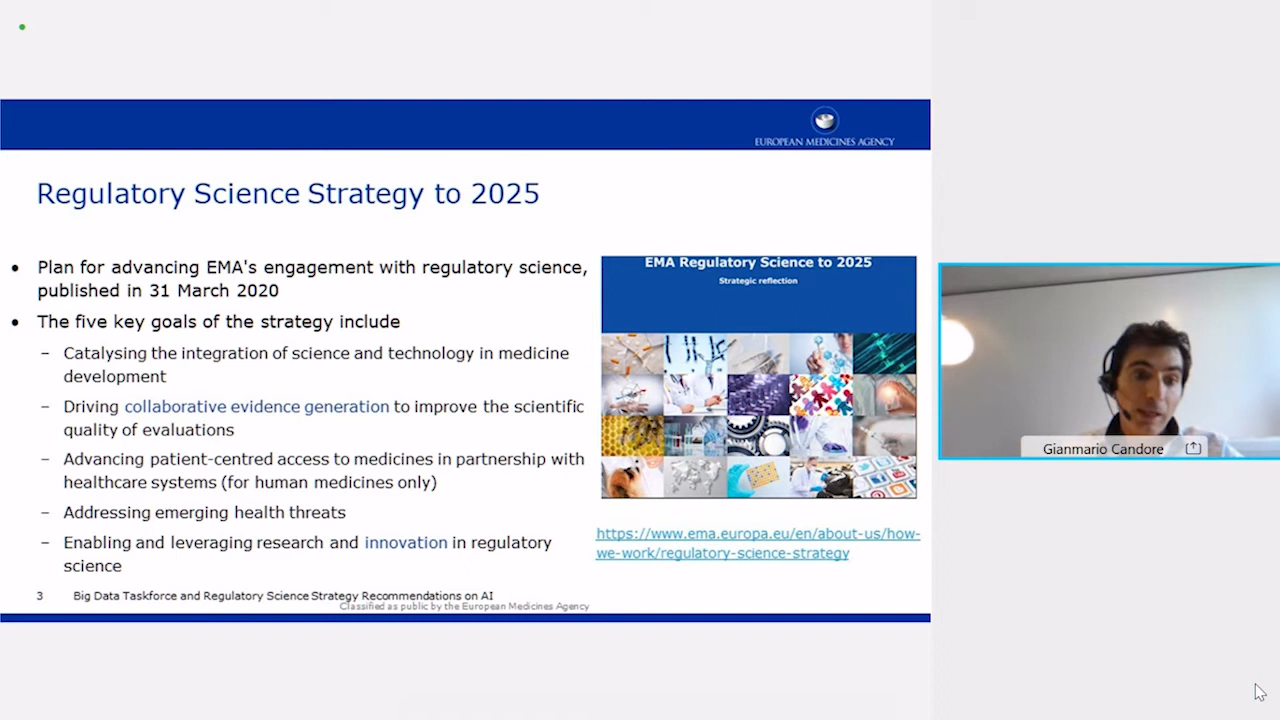 EUROPEAN MEDICINES AGENCY
Regulatory Science Strategy to 2025
• Plan for advancing EMA's engagement with regulatory science,
published in 31 March 2020
• The five key goals of the strategy include
– Catalysing the integration of science and technology in medicine
development
– Driving collaborative evidence generation to improve the scientific
quality of evaluations
– Advancing patient-centred access to medicines in partnership with
healthcare systems (for human medicines only)
– Addressing emerging health threats
– Enabling and leveraging research and innovation in regulatory
science
EMA Regulatory Science to 2025
Strategic reflection
https://www.ema.europa.eu/en/about-us/how-
we-work/regulatory-science-strategy
3 Big Data Taskforce and Regulatory Science Strategy Recommendations on AI
Classified as public by the European Medicines Agency
Gianmario Candore